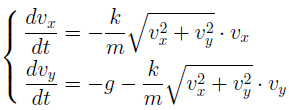 dv_x/dt = −(k/m)√(v_x² + v_y²) · v_x
dv_y/dt = −g − (k/m)√(v_x² + v_y²) · v_y